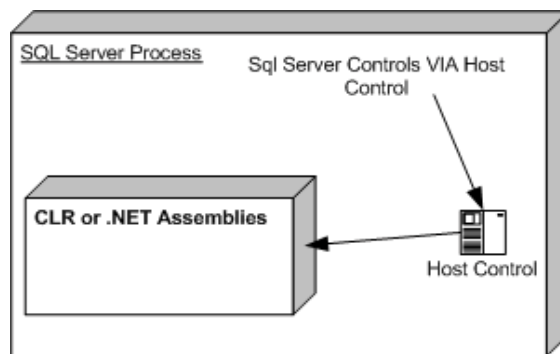 SQL Server Process
Sql Server Controls VIA Host
Control
CLR or .NET Assemblies
Host Control